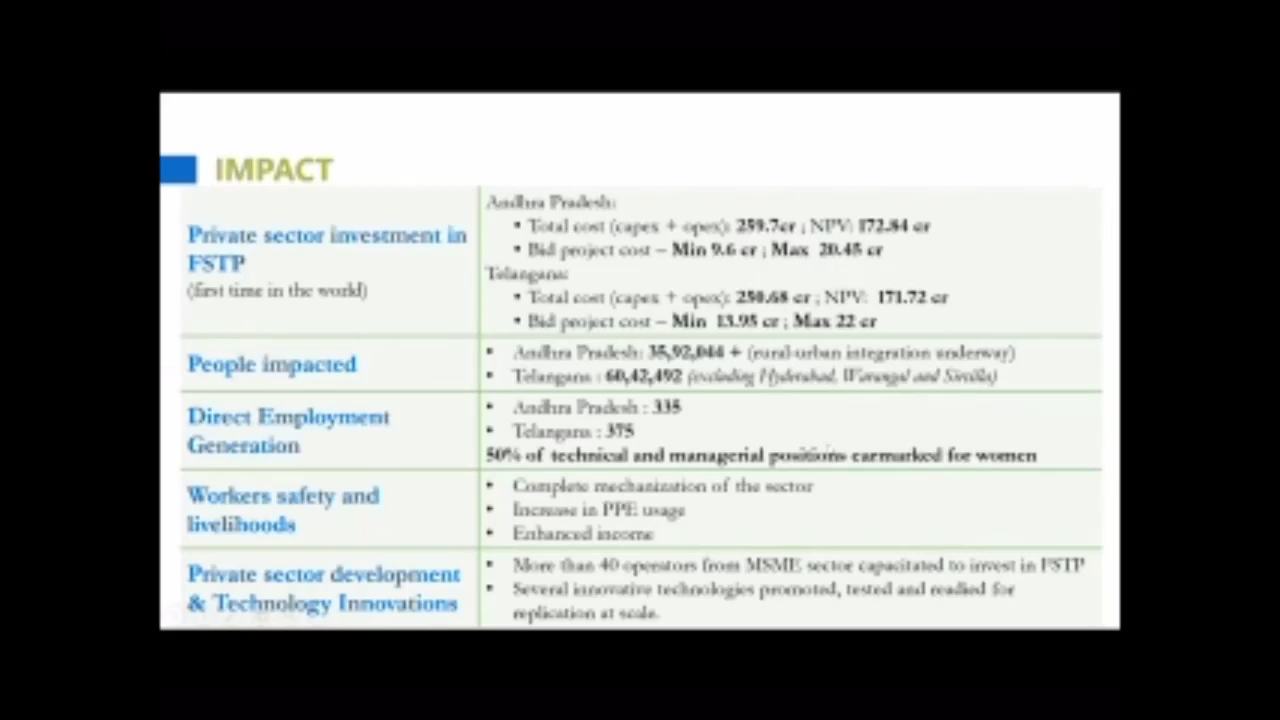 IMPACT
Private sector investment in
FSTP
(first time in the world)
Andhra Pradesh:
• Total cost (capex + opex): 259.7cr ; NPV: 172.84 cr
• Bid project cost – Min 9.6 cr ; Max 20.45 cr
Telangana:
• Total cost (capex + opex): 250.68 cr ; NPV: 171.72 cr
• Bid project cost – Min 13.95 cr ; Max 22 cr
People impacted
• Andhra Pradesh: 35,92,044 + (rural-urban integration underway)
• Telangana : 60,42,492 (excluding Hyderabad, Warangal and Sircilla)
Direct Employment
Generation
• Andhra Pradesh : 335
• Telangana : 375
50% of technical and managerial positions earmarked for women
Workers safety and
livelihoods
• Complete mechanization of the sector
• Increase in PPE usage
• Enhanced income
Private sector development
& Technology Innovations
• More than 40 operators from MSME sector capacitated to invest in FSTP
• Several innovative technologies promoted, tested and readied for
replication at scale.